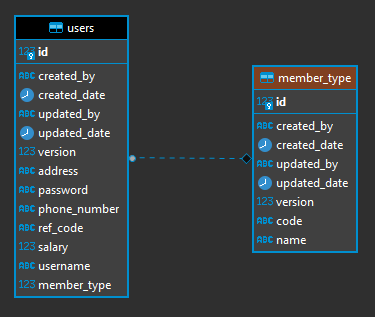 users
123 id
ABC created_by
created_date
ABC updated_by
updated_date
123 version
ABC address
ABC password
ABC phone_number
ABC ref_code
123 salary
ABC username
123 member_type
member_type
123 id
ABC created_by
created_date
ABC updated_by
updated_date
123 version
ABC code
ABC name